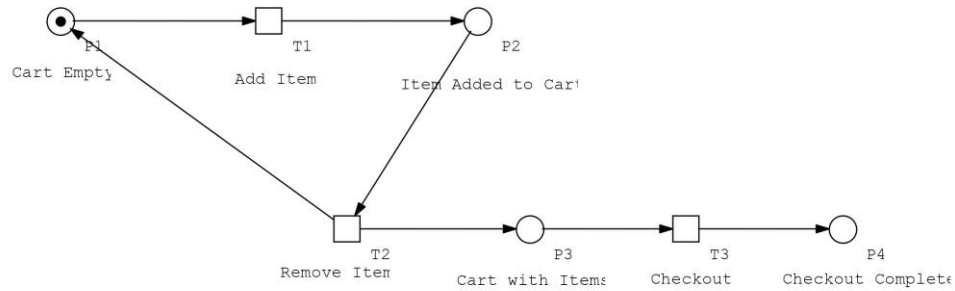 P1
Cart Empty
T1
Add Item
P2
Item Added to Cart
T2
Remove Item
P3
Cart with Items
T3
Checkout
P4
Checkout Complete